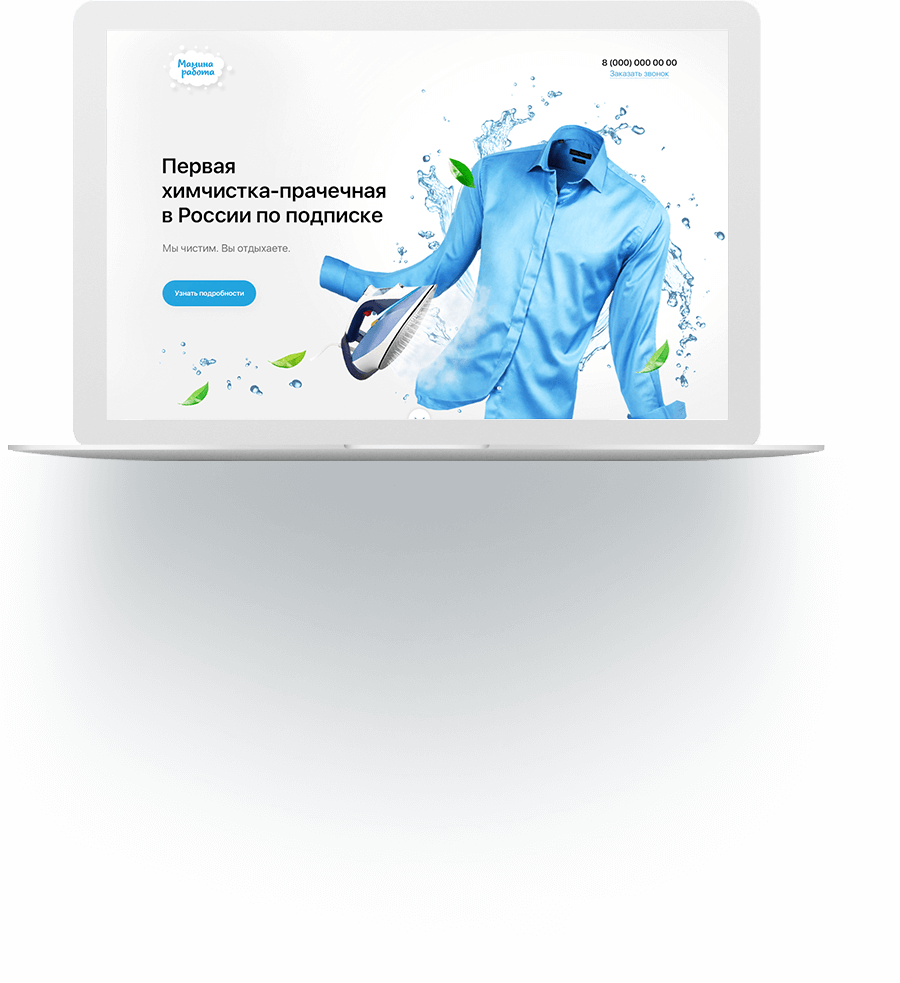 Мамина
работа
8 (000) 000 00 00
Заказать звонок
Первая
химчистка-прачечная
в России по подписке
Мы чистим. Вы отдыхаете.
Узнать подробности